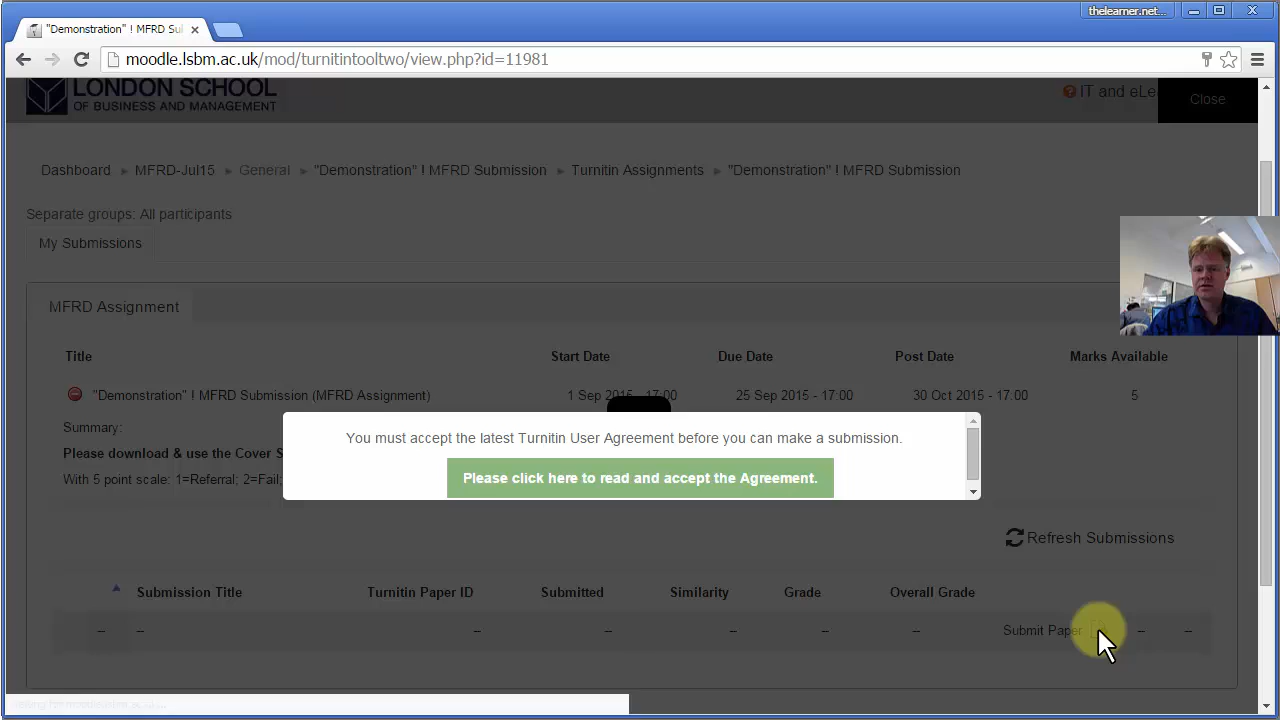 thelearner.net...
"Demonstration" ! MFRD Sul
moodle.lsbm.ac.uk/mod/turnitintooltwo/view.php?id=11981
LONDON SCHOOL
OF BUSINESS AND MANAGEMENT
IT and eLe
Close
Dashboard MFRD-Jul15 General "Demonstration" ! MFRD Submission Turnitin Assignments "Demonstration" ! MFRD Submission
Separate groups: All participants
My Submissions
MFRD Assignment
Title Start Date Due Date Post Date Marks Available
"Demonstration" ! MFRD Submission (MFRD Assignment) 1 Sep 2015 - 17:00 25 Sep 2015 - 17:00 30 Oct 2015 - 17:00 5
Summary:
Please download & use the Cover S
With 5 point scale: 1=Referral; 2=Fail;
You must accept the latest Turnitin User Agreement before you can make a submission.
Please click here to read and accept the Agreement.
Refresh Submissions
Submission Title Turnitin Paper ID Submitted Similarity Grade Overall Grade
-- -- -- -- -- -- -- Submit Paper -- --